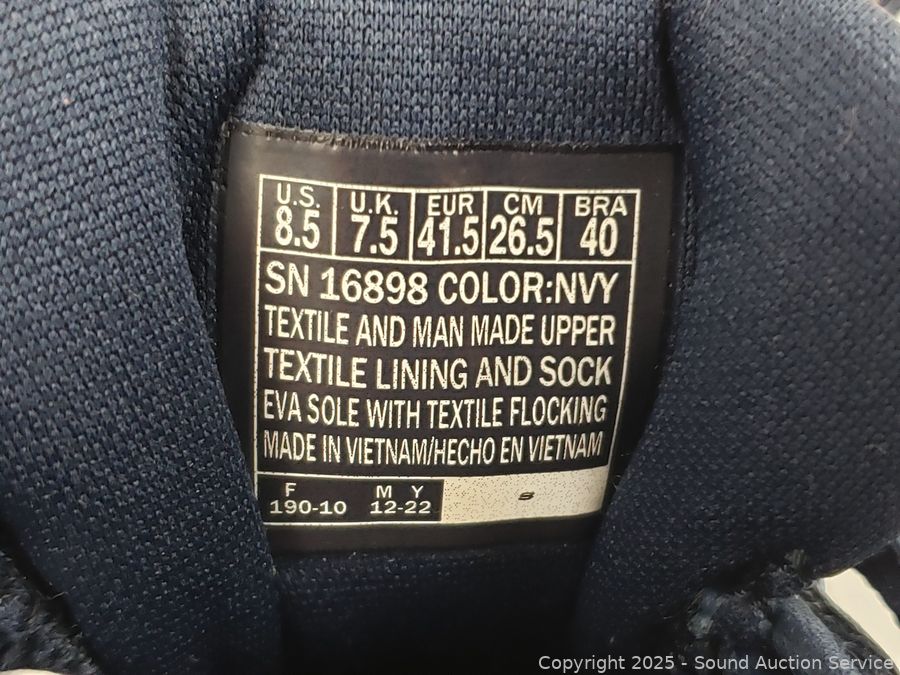 U.S. U.K. EUR CM BRA
8.5 7.5 41.5 26.5 40
SN 16898 COLOR:NVY
TEXTILE AND MAN MADE UPPER
TEXTILE LINING AND SOCK
EVA SOLE WITH TEXTILE FLOCKING
MADE IN VIETNAM/HECHO EN VIETNAM
F M Y
190-10 12-22
Copyright 2025 - Sound Auction Service